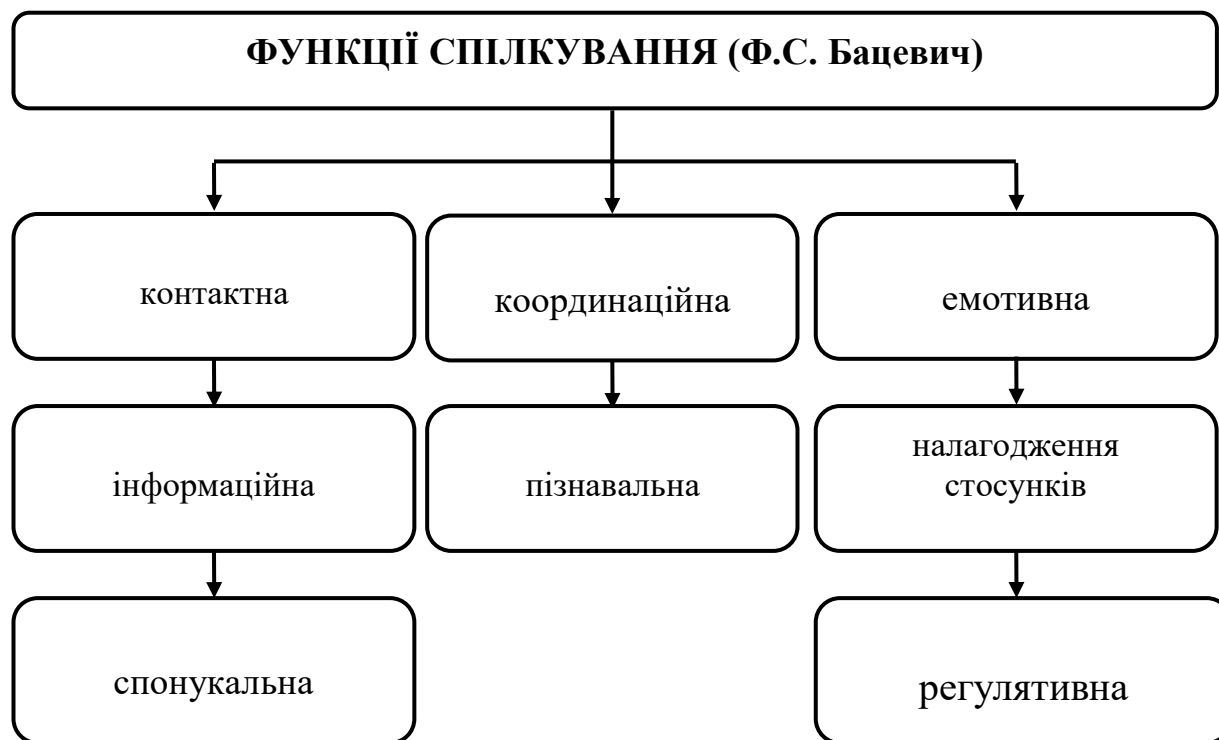 ФУНКЦІЇ СПІЛКУВАННЯ (Ф.С. Бацевич)
контактна
координаційна
емотивна
інформаційна
пізнавальна
налагодження
стосунків
спонукальна
регулятивна